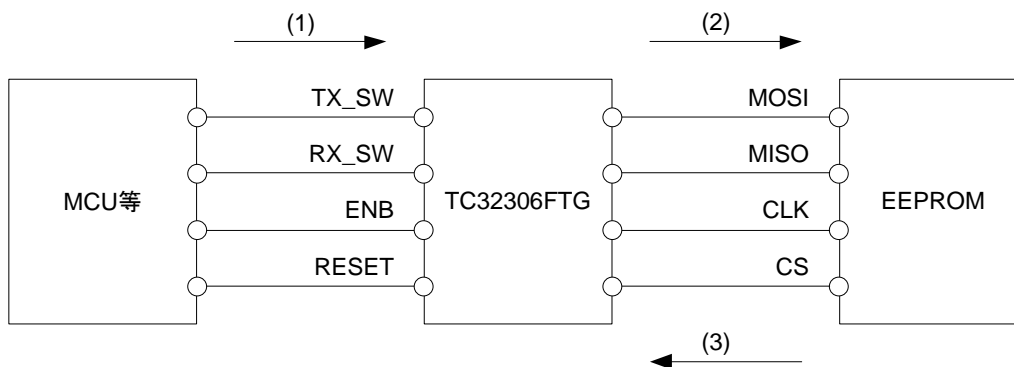 (1)
(2)
TX_SW
MOSI
RX_SW
MISO
MCU等
TC32306FTG
EEPROM
ENB
CLK
RESET
CS
(3)